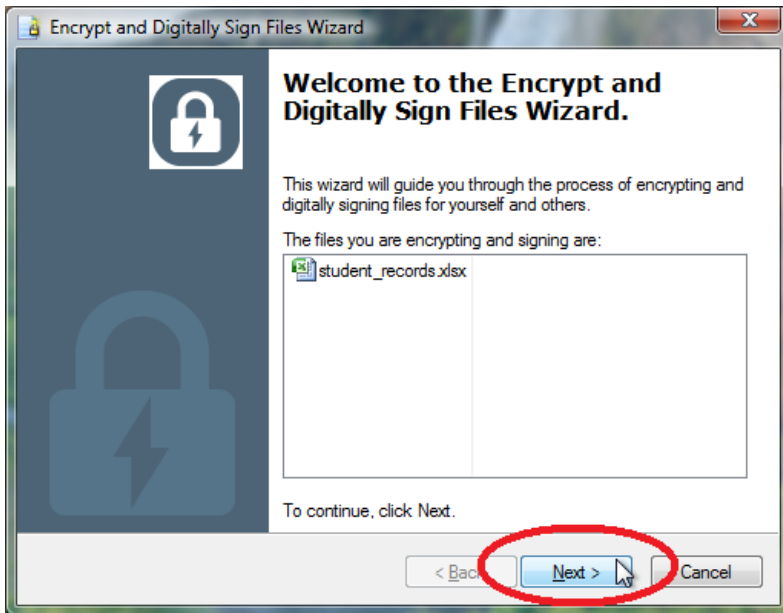 Encrypt and Digitally Sign Files Wizard
Welcome to the Encrypt and
Digitally Sign Files Wizard.
This wizard will guide you through the process of encrypting and
digitally signing files for yourself and others.
The files you are encrypting and signing are:
student_records.xlsx
To continue, click Next.
< Back Next > Cancel